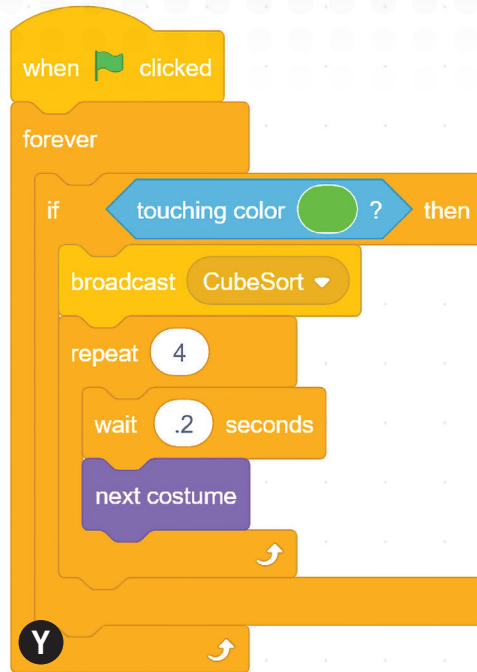 when clicked
forever
if touching color ? then
broadcast CubeSort
repeat 4
wait .2 seconds
next costume
Y